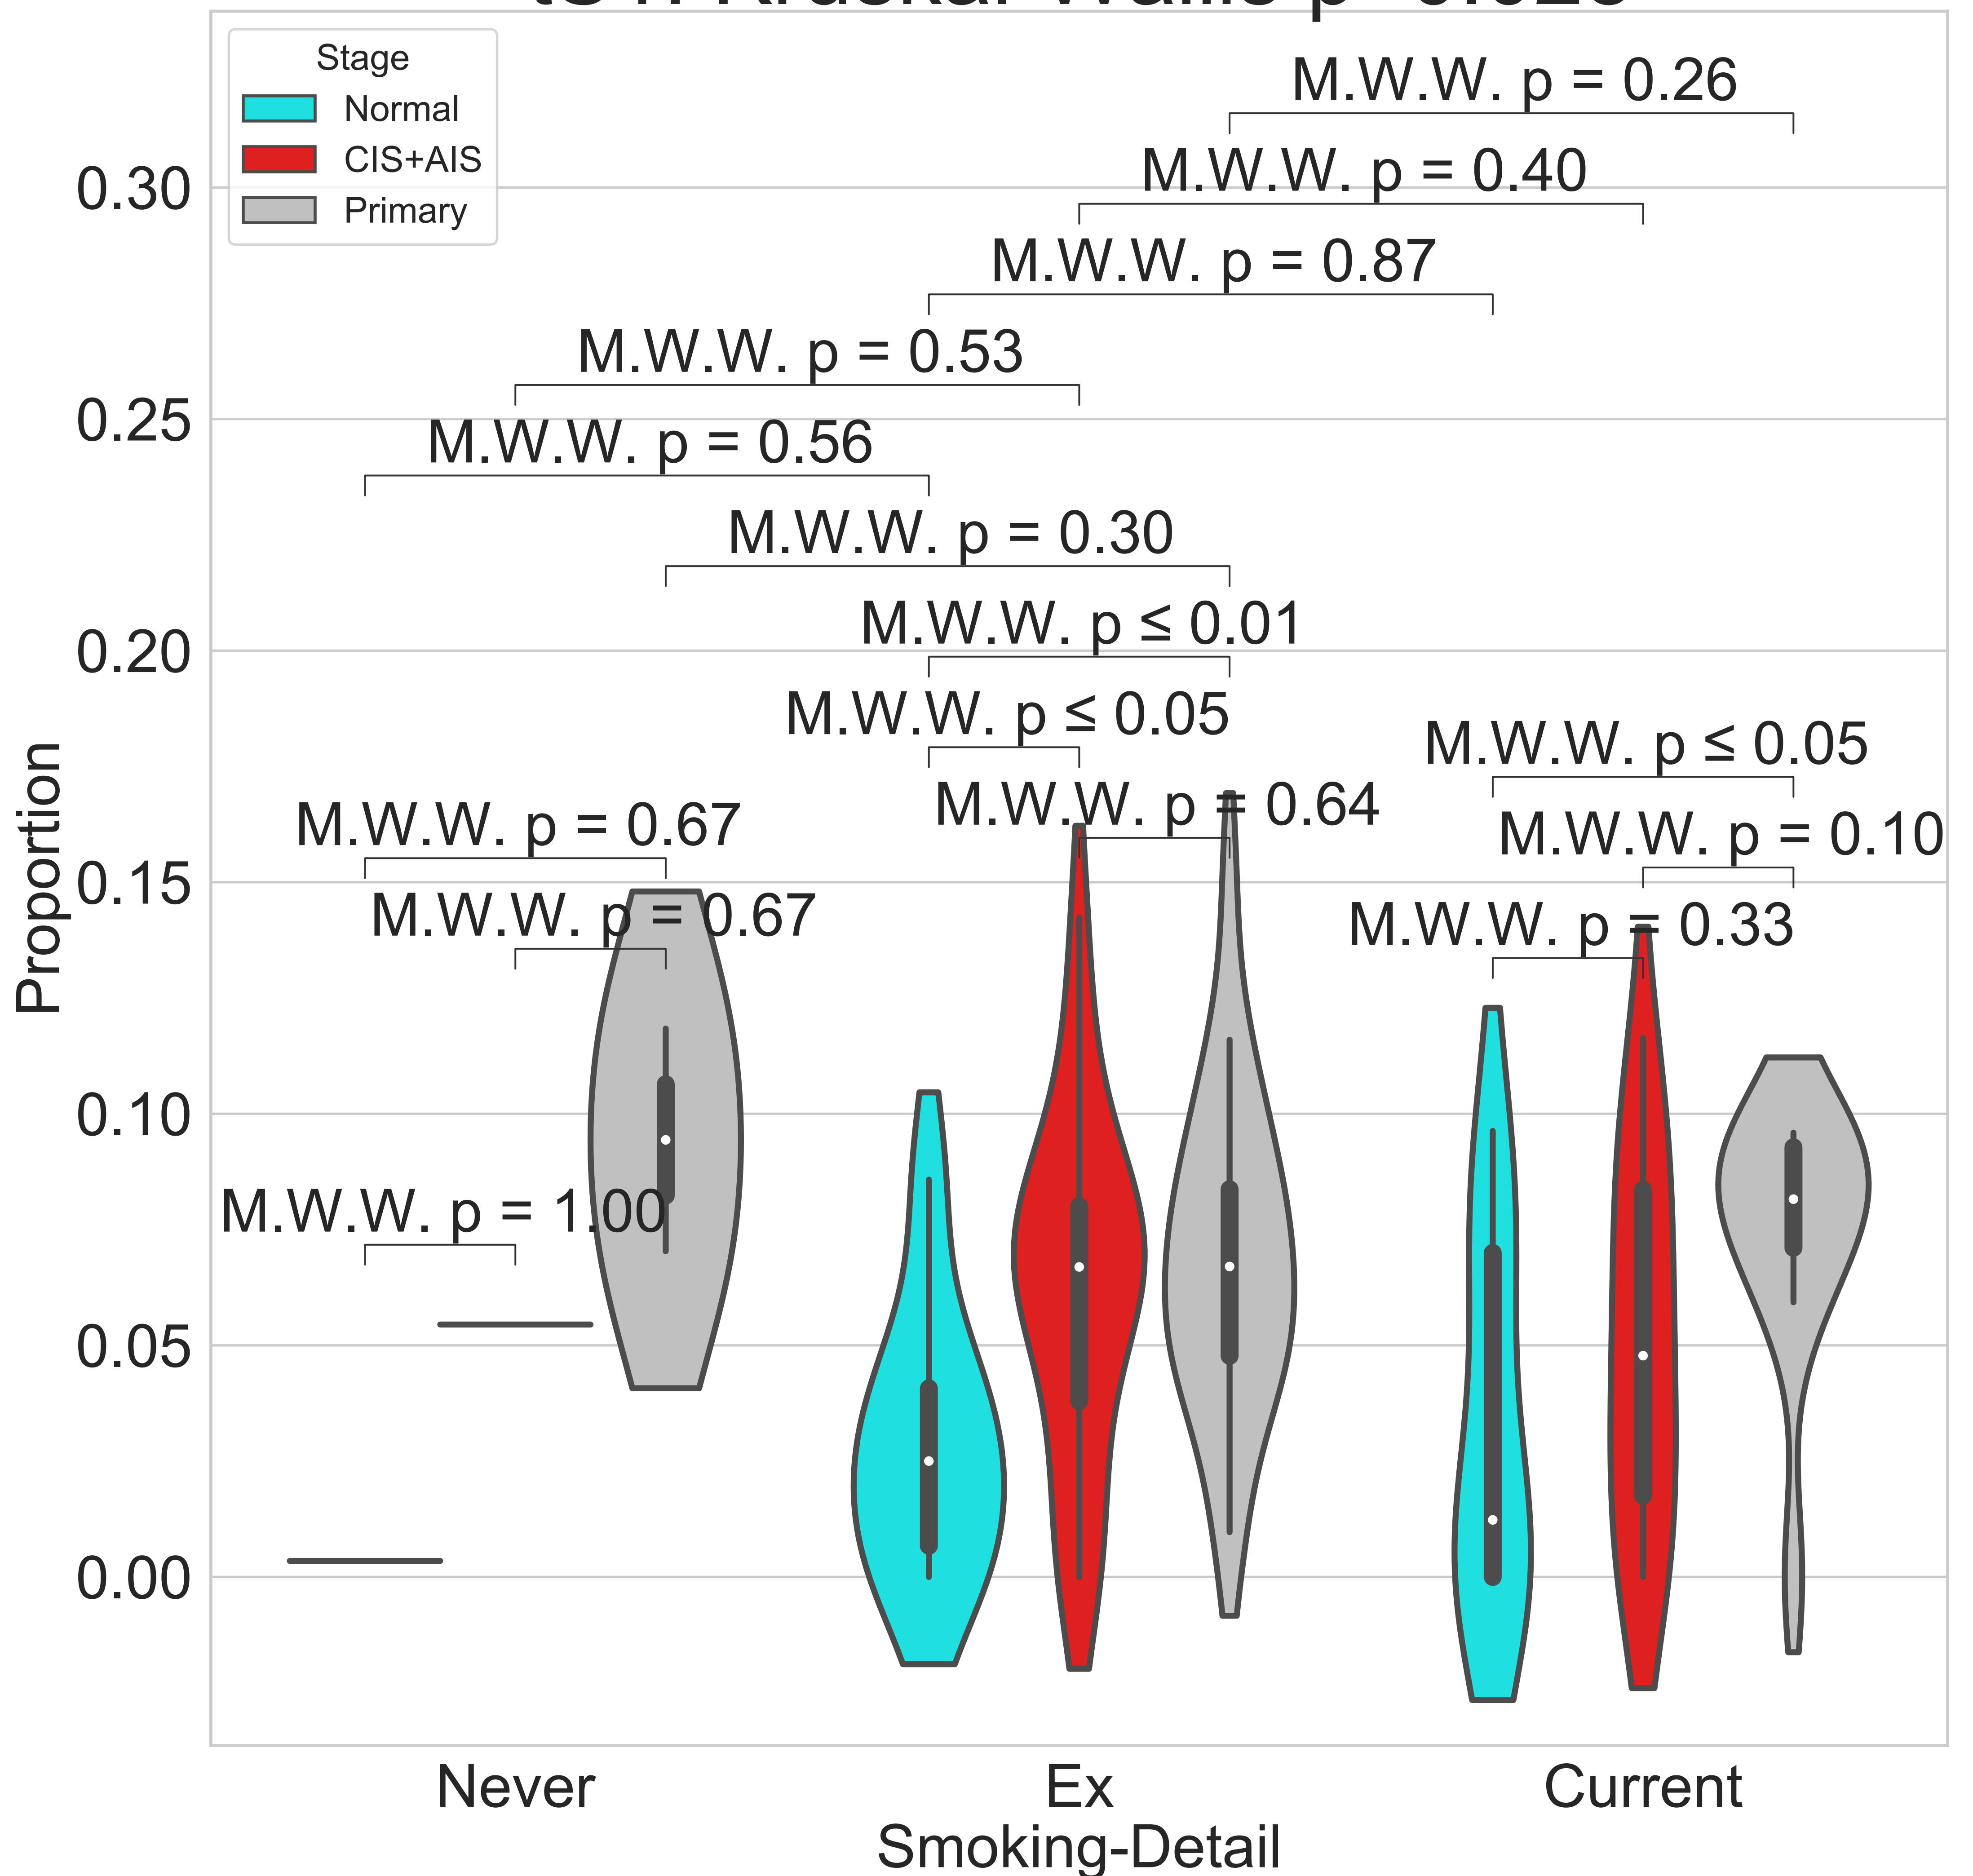 Stage
Normal
CIS+AIS
Primary
M.W.W. p = 0.26
M.W.W. p = 0.40
M.W.W. p = 0.87
M.W.W. p = 0.53
M.W.W. p = 0.56
M.W.W. p = 0.30
M.W.W. p ≤ 0.01
M.W.W. p ≤ 0.05
M.W.W. p ≤ 0.05
M.W.W. p = 0.64
M.W.W. p = 0.67
M.W.W. p = 0.10
M.W.W. p = 0.67
M.W.W. p = 0.33
M.W.W. p = 1.00
0.30
0.25
0.20
0.15
0.10
0.05
0.00
Proportion
Never
Ex
Current
Smoking-Detail